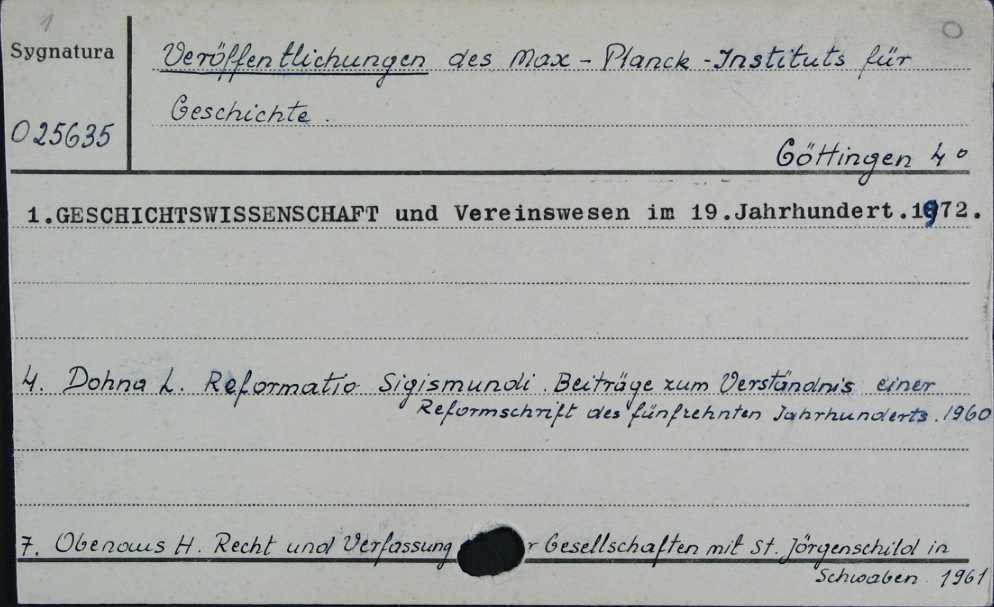 1
Sygnatura
Veröffentlichungen des Max-Planck-Instituts für
Geschichte.
025635
Göttingen 4°
1.GESCHICHTSWISSENSCHAFT und Vereinswesen im 19.Jahrhundert.1972.
4. Dohna L. Reformatio Sigismundi. Beiträge zum Verständnis einer
Reformschrift des fünfzehnten Jahrhunderts. 1960
7. Obenaus H. Recht und Verfassung r Gesellschaften mit St. Jörgenschild in
Schwaben. 1961